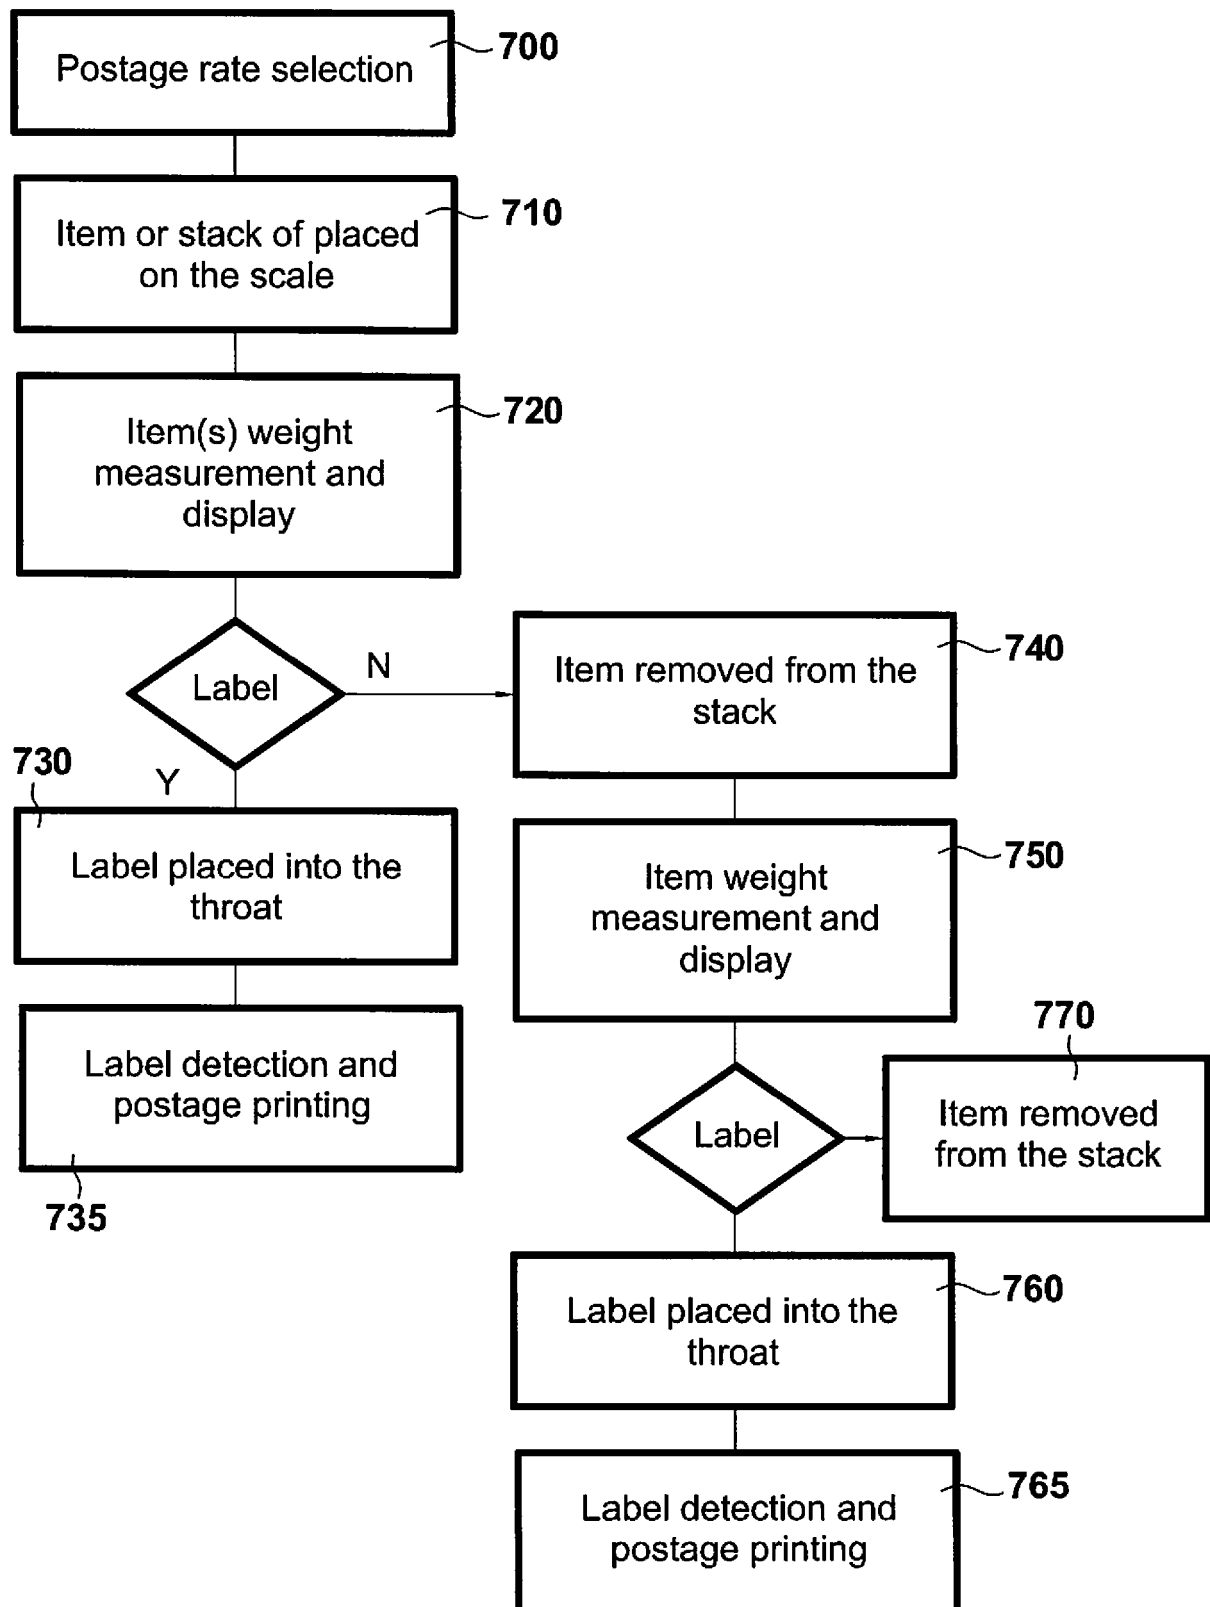 Postage rate selection
700
Item or stack of placed
on the scale
710
Item(s) weight
measurement and
display
720
Label
N
Y
730
Label placed into the
throat
Label detection and
postage printing
735
Item removed from the
stack
740
Item weight
measurement and
display
750
Label
770
Item removed
from the stack
Label placed into the
throat
760
Label detection and
postage printing
765